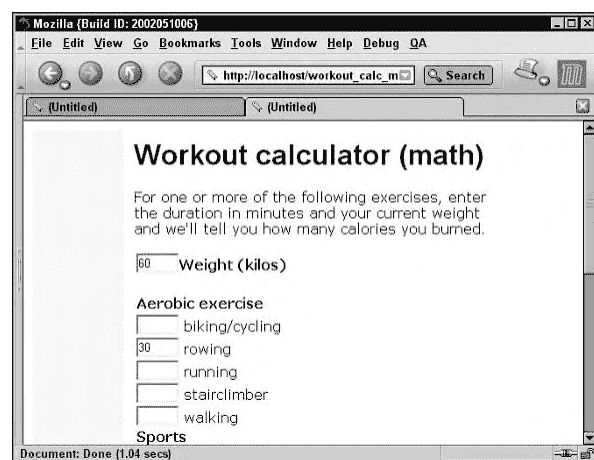 Mozilla {Build ID: 2002051006}
File Edit View Go Bookmarks Tools Window Help Debug QA
http://localhost/workout_calc_m Search
(Untitled) (Untitled)
Workout calculator (math)
For one or more of the following exercises, enter
the duration in minutes and your current weight
and we'll tell you how many calories you burned.
60 Weight (kilos)
Aerobic exercise
biking/cycling
30 rowing
running
stairclimber
walking
Sports
Document: Done (1.04 secs)